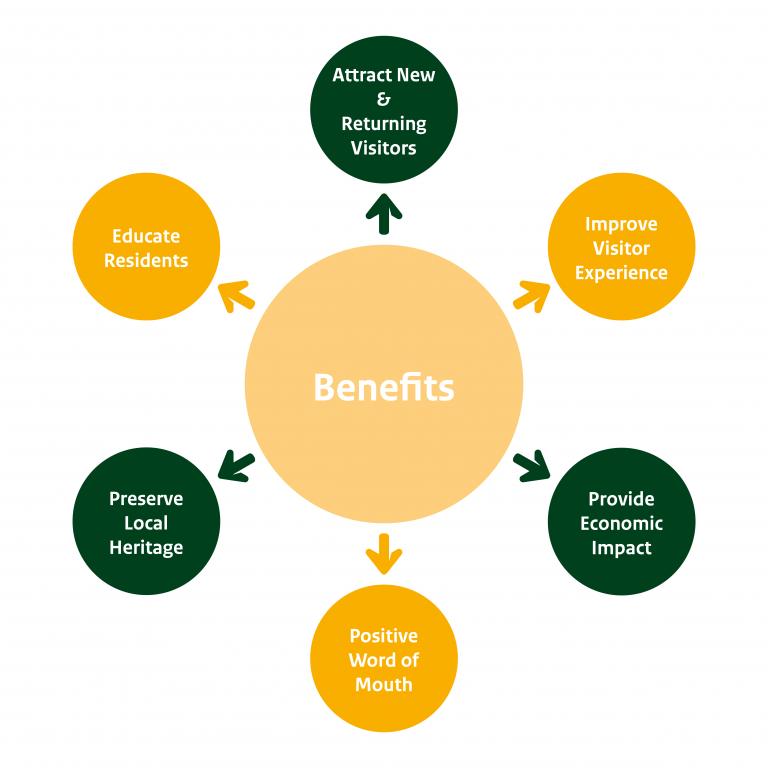 Attract New
&
Returning
Visitors
Educate
Residents
Improve
Visitor
Experience
Benefits
Preserve
Local
Heritage
Provide
Economic
Impact
Positive
Word of
Mouth